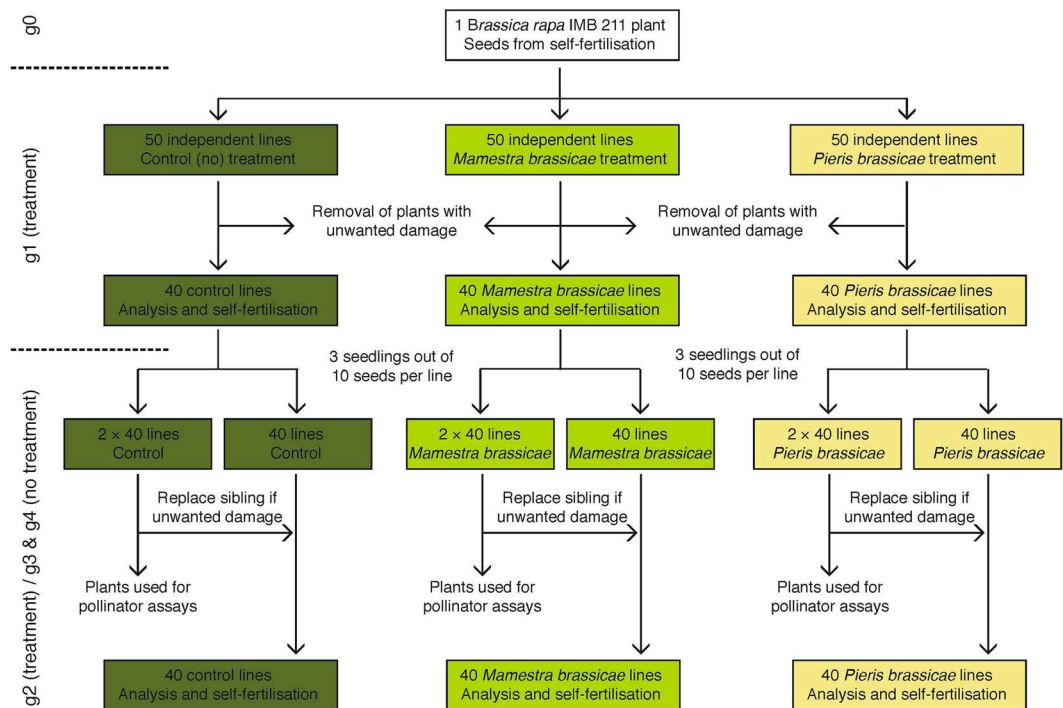 g0
1 Brassica rapa IMB 211 plant
Seeds from self-fertilisation
g1 (treatment)
50 independent lines
Control (no) treatment
50 independent lines
Mamestra brassicae treatment
50 independent lines
Pieris brassicae treatment
Removal of plants with
unwanted damage
Removal of plants with
unwanted damage
40 control lines
Analysis and self-fertilisation
40 Mamestra brassicae lines
Analysis and self-fertilisation
40 Pieris brassicae lines
Analysis and self-fertilisation
g2 (treatment) / g3 & g4 (no treatment)
3 seedlings out of
10 seeds per line
3 seedlings out of
10 seeds per line
2 × 40 lines
Control
40 lines
Control
2 × 40 lines
Mamestra brassicae
40 lines
Mamestra brassicae
2 × 40 lines
Pieris brassicae
40 lines
Pieris brassicae
Replace sibling if
unwanted damage
Replace sibling if
unwanted damage
Replace sibling if
unwanted damage
Plants used for
pollinator assays
Plants used for
pollinator assays
Plants used for
pollinator assays
40 control lines
Analysis and self-fertilisation
40 Mamestra brassicae lines
Analysis and self-fertilisation
40 Pieris brassicae lines
Analysis and self-fertilisation